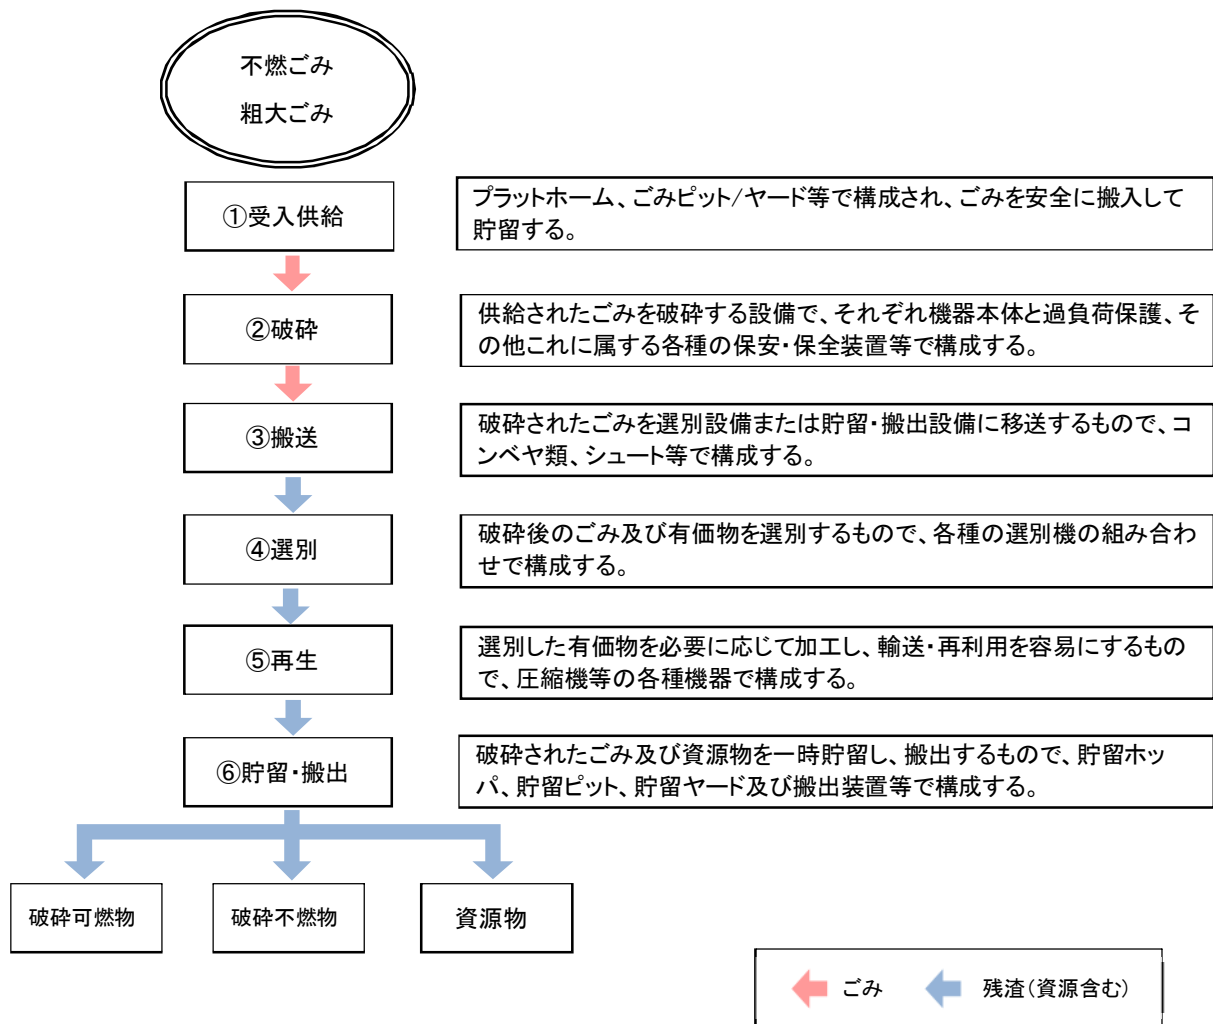 不燃ごみ
粗大ごみ
①受入供給
プラットホーム、ごみピット/ヤード等で構成され、ごみを安全に搬入して
貯留する。
②破砕
供給されたごみを破砕する設備で、それぞれ機器本体と過負荷保護、そ
の他これに属する各種の保安・保全装置等で構成する。
③搬送
破砕されたごみを選別設備または貯留・搬出設備に移送するもので、コ
ンベヤ類、シュート等で構成する。
④選別
破砕後のごみ及び有価物を選別するもので、各種の選別機の組み合わ
せで構成する。
⑤再生
選別した有価物を必要に応じて加工し、輸送・再利用を容易にするもの
で、圧縮機等の各種機器で構成する。
⑥貯留・搬出
破砕されたごみ及び資源物を一時貯留し、搬出するもので、貯留ホッ
パ、貯留ピット、貯留ヤード及び搬出装置等で構成する。
破砕可燃物
破砕不燃物
資源物
ごみ
残渣(資源含む)